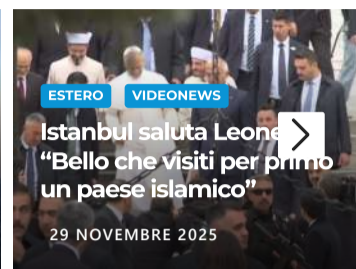 ESTERO VIDEONEWS
Istanbul saluta Leone
“Bello che visiti per primo
un paese islamico”
29 NOVEMBRE 2025